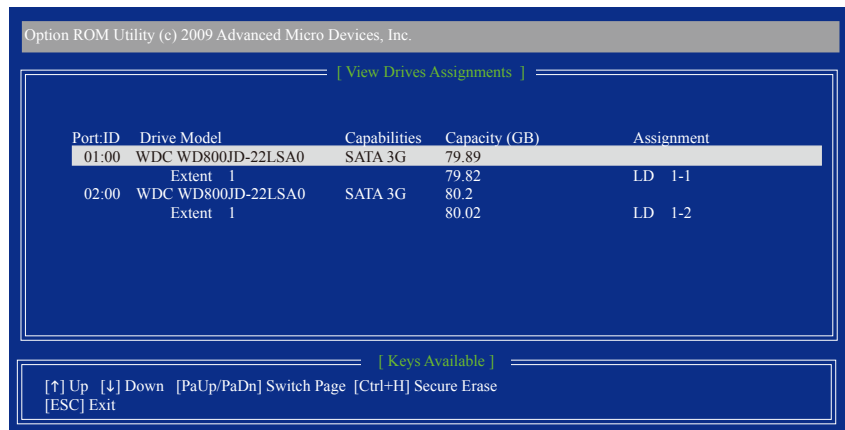 Option ROM Utility (c) 2009 Advanced Micro Devices, Inc.
[ View Drives Assignments ]
Port:ID Drive Model Capabilities Capacity (GB) Assignment
01:00 WDC WD800JD-22LSA0 SATA 3G 79.89
Extent 1 79.82 LD 1-1
02:00 WDC WD800JD-22LSA0 SATA 3G 80.2
Extent 1 80.02 LD 1-2
[ Keys Available ]
[↑] Up [↓] Down [PaUp/PaDn] Switch Page [Ctrl+H] Secure Erase
[ESC] Exit